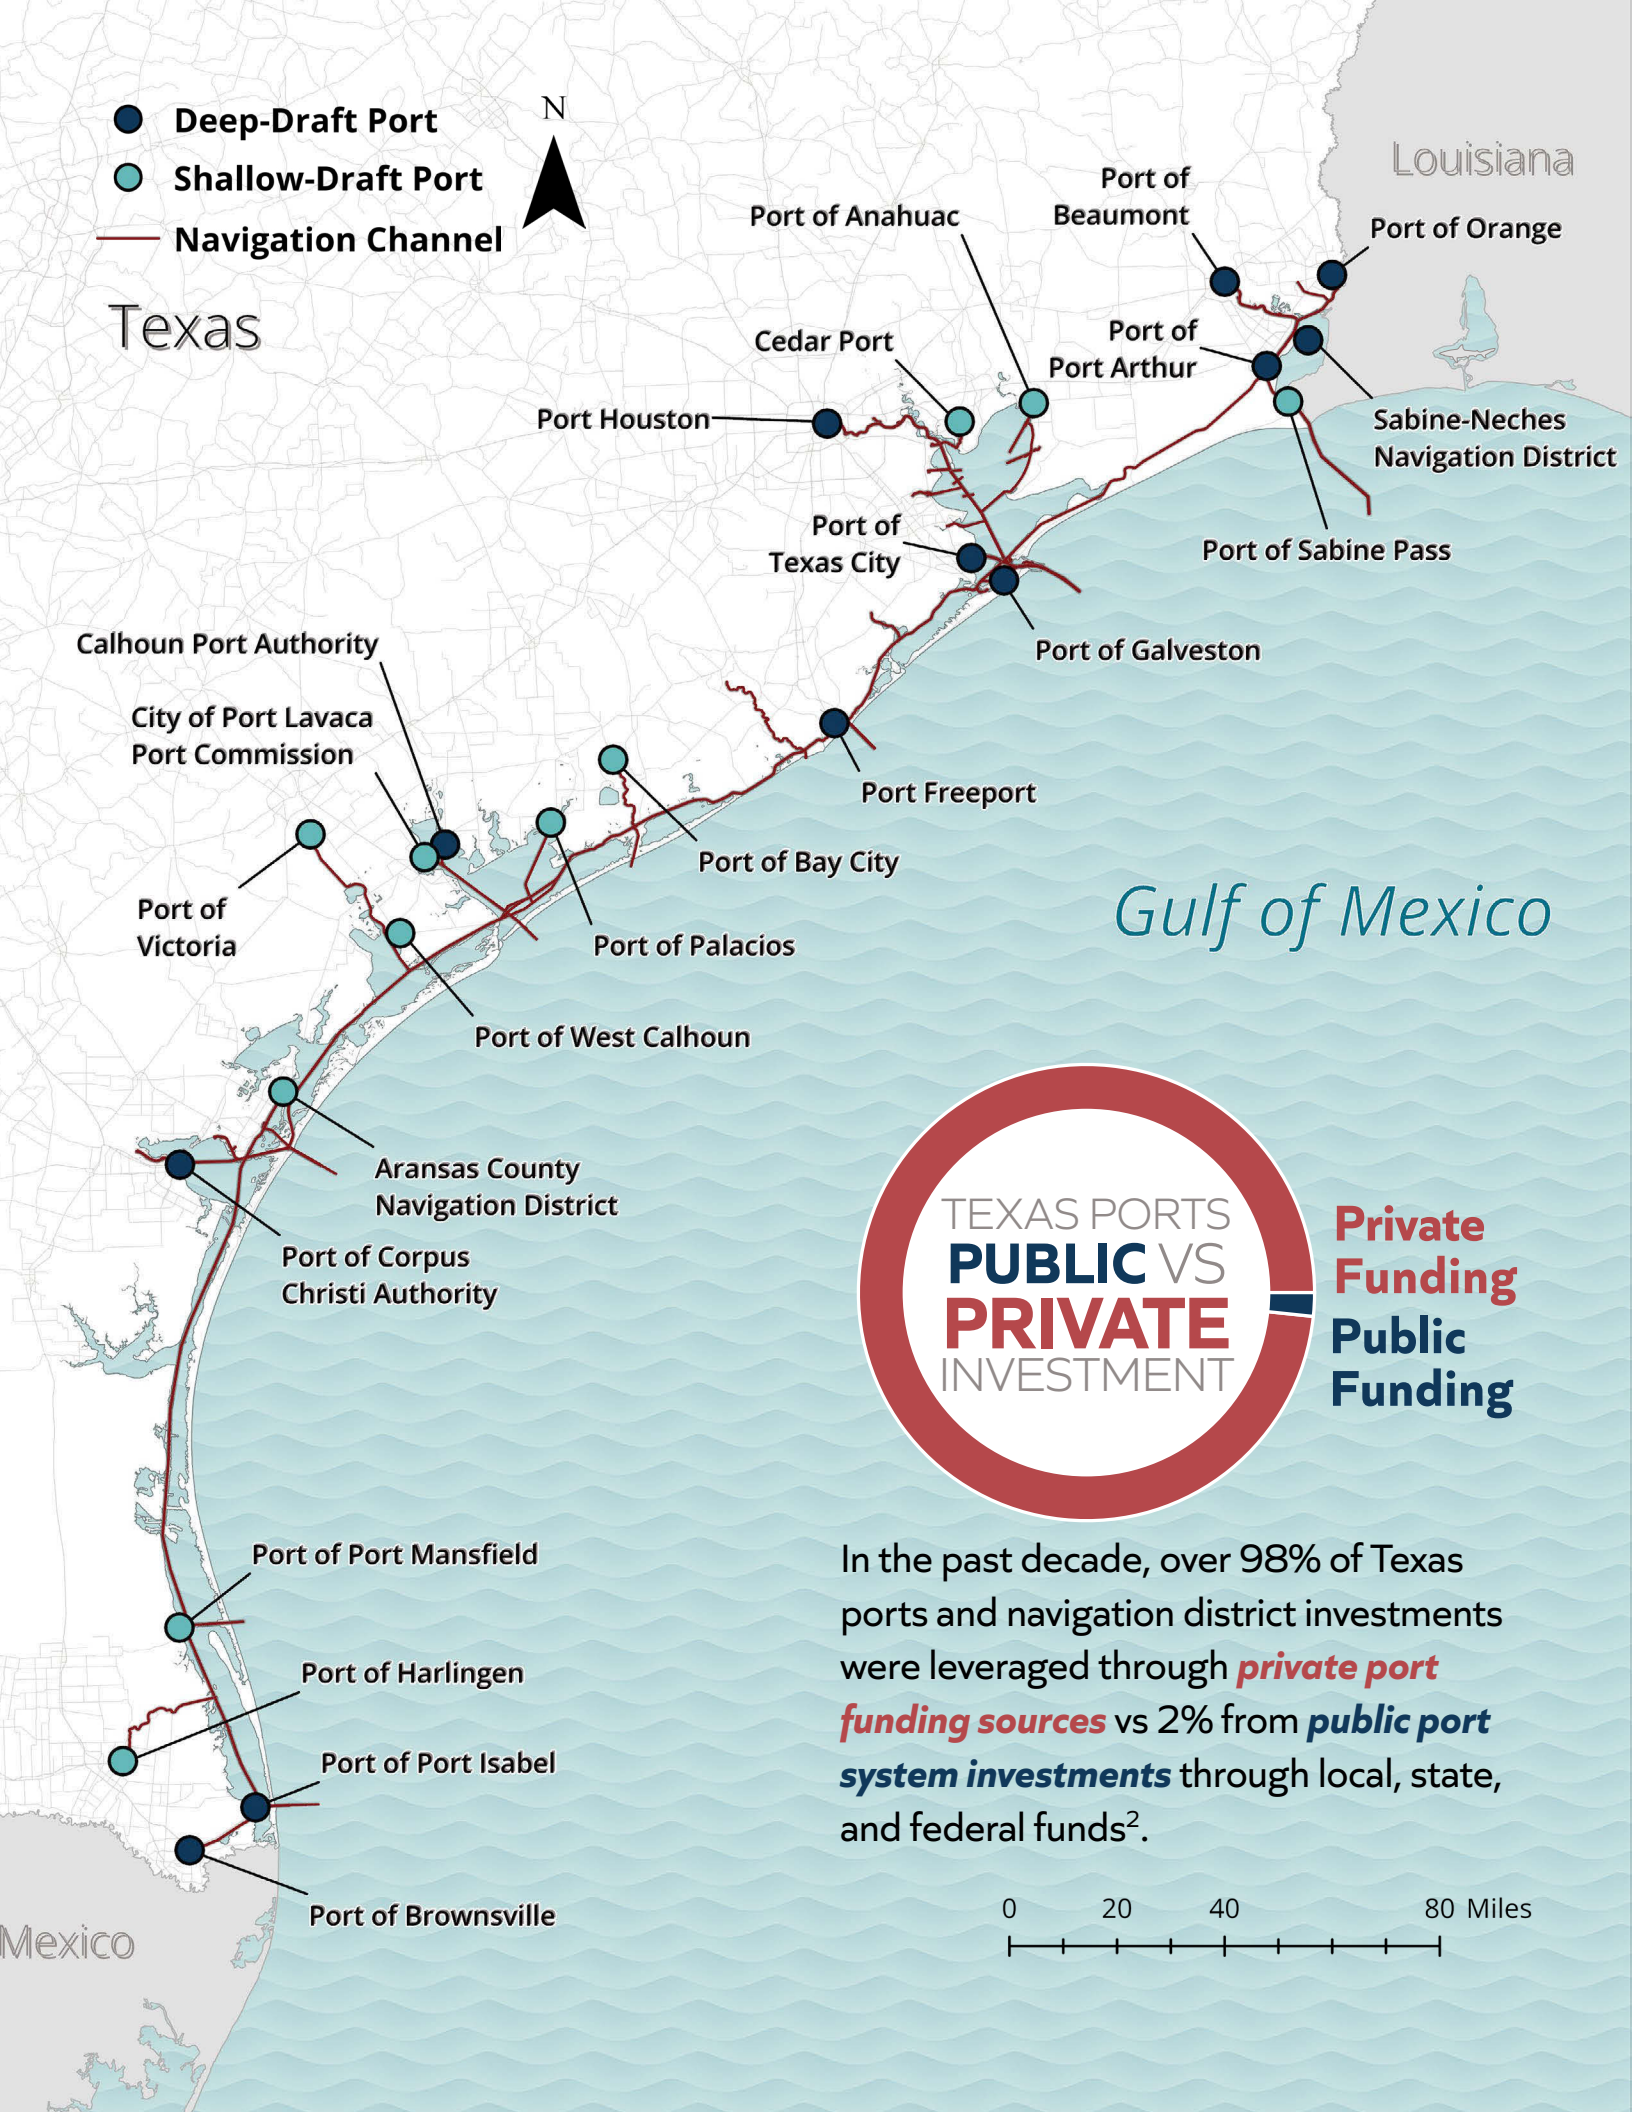 Deep-Draft Port
Shallow-Draft Port
Navigation Channel
N
Texas
Louisiana
Port of
Beaumont
Port of Orange
Port of Anahuac
Cedar Port
Port of
Port Arthur
Port Houston
Sabine-Neches
Navigation District
Port of
Texas City
Port of Sabine Pass
Port of Galveston
Calhoun Port Authority
City of Port Lavaca
Port Commission
Port Freeport
Port of Bay City
Port of
Victoria
Port of Palacios
Gulf of Mexico
Port of West Calhoun
Aransas County
Navigation District
Port of Corpus
Christi Authority
TEXAS PORTS
PUBLIC VS
PRIVATE
INVESTMENT
Private
Funding
Public
Funding
Port of Port Mansfield
Port of Harlingen
Port of Port Isabel
Port of Brownsville
Mexico
In the past decade, over 98% of Texas
ports and navigation district investments
were leveraged through private port
funding sources vs 2% from public port
system investments through local, state,
and federal funds².
0 20 40 80 Miles